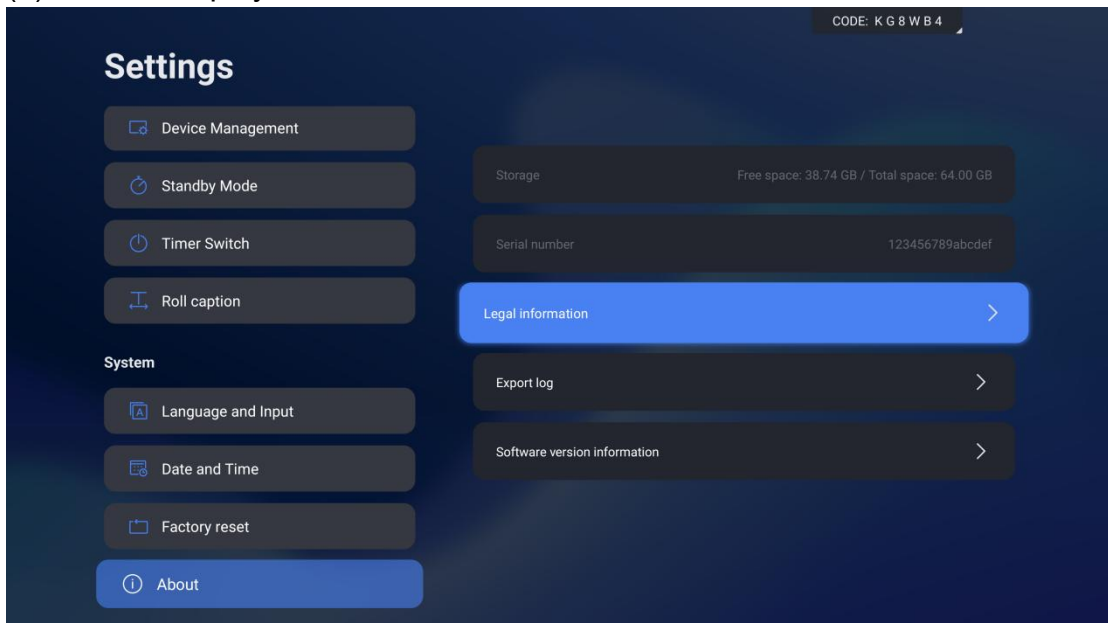 CODE: K G 8 W B 4
Settings
Device Management
Standby Mode
Timer Switch
Roll caption
System
Language and Input
Date and Time
Factory reset
About
Storage Free space: 38.74 GB / Total space: 64.00 GB
Serial number 123456789abcdef
Legal information
Export log
Software version information